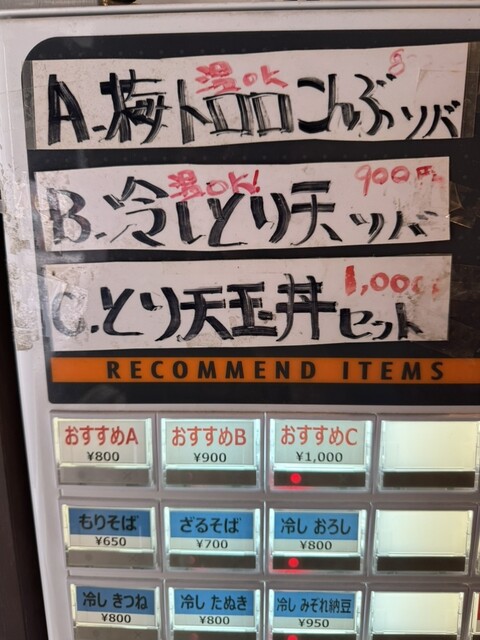 温OK 8
A.梅トロロこんぶソバ
温OK! 900円
B.冷しとり天ソバ
1,000
C.とり天玉丼セット
RECOMMEND ITEMS
おすすめA おすすめB おすすめC
¥800 ¥900 ¥1,000
もりそば ざるそば 冷し おろし
¥650 ¥700 ¥800
冷し きつね 冷し たぬき 冷し みぞれ納豆
¥800 ¥800 ¥950